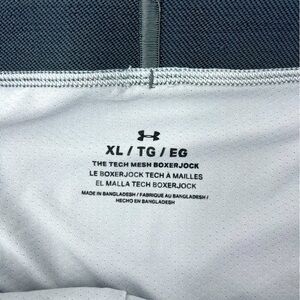 XL / TG / EG
THE TECH MESH BOXERJOCK
LE BOXERJOCK TECH À MAILLES
EL MALLA TECH BOXERJOCK
MADE IN BANGLADESH / FABRIQUÉ AU BANGLADESH /
HECHO EN BANGLADESH